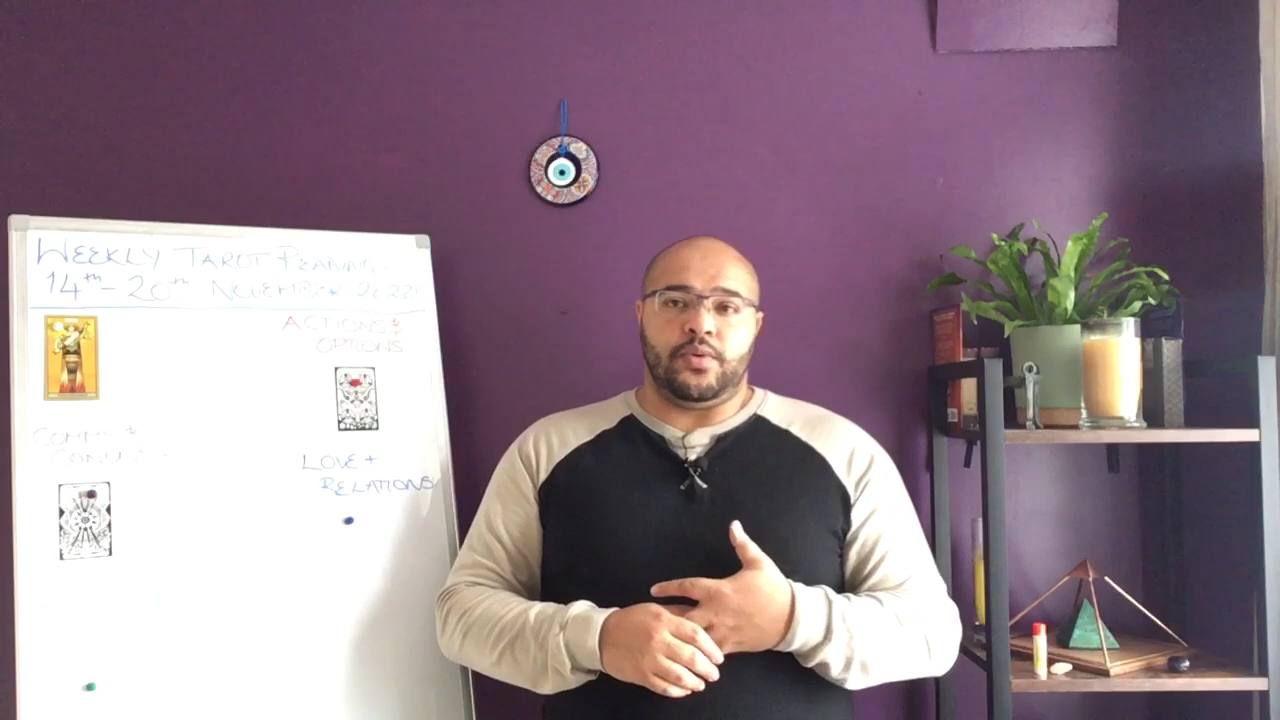 WEEKLY TAROT READING
14th - 20th NOVEMBER 2022
ACTIONS &
OPTIONS
LOVE +
RELATIONS